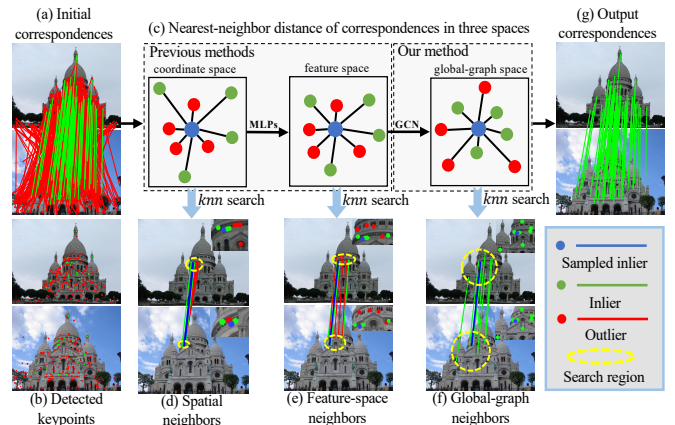 (a) Initial
correspondences
(c) Nearest-neighbor distance of correspondences in three spaces
(g) Output
correspondences
Previous methods
Our method
coordinate space
feature space
global-graph space
MLPs
GCN
knn search
knn search
knn search
Sampled inlier
Inlier
Outlier
Search region
(b) Detected
keypoints
(d) Spatial
neighbors
(e) Feature-space
neighbors
(f) Global-graph
neighbors